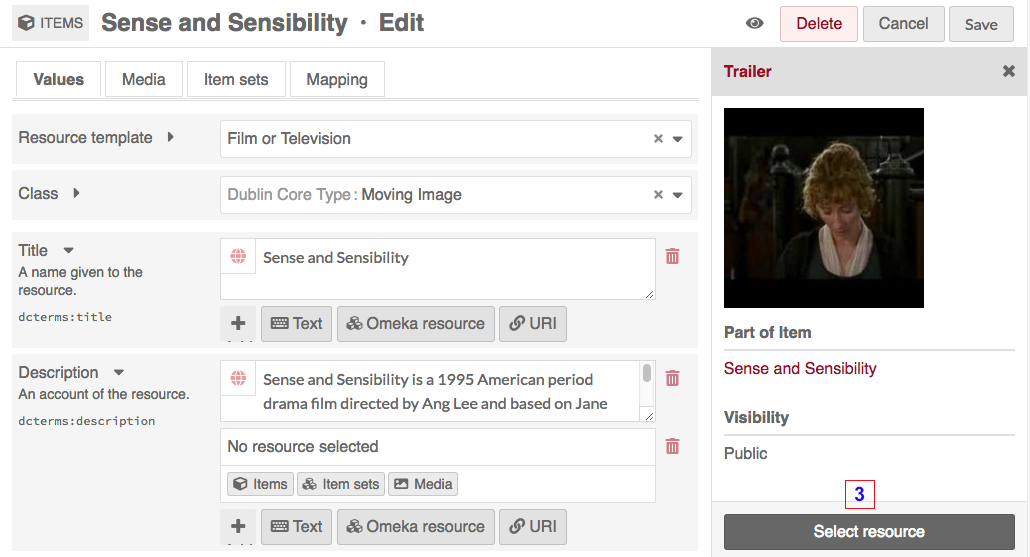 ITEMS Sense and Sensibility · Edit
Delete Cancel Save
Values Media Item sets Mapping
Resource template Film or Television
Class Dublin Core Type : Moving Image
Title
A name given to the
resource.
dcterms:title
Sense and Sensibility
Text Omeka resource URI
Description
An account of the resource.
dcterms:description
Sense and Sensibility is a 1995 American period
drama film directed by Ang Lee and based on Jane
No resource selected
Items Item sets Media
Text Omeka resource URI
Trailer
Part of Item
Sense and Sensibility
Visibility
Public
3
Select resource